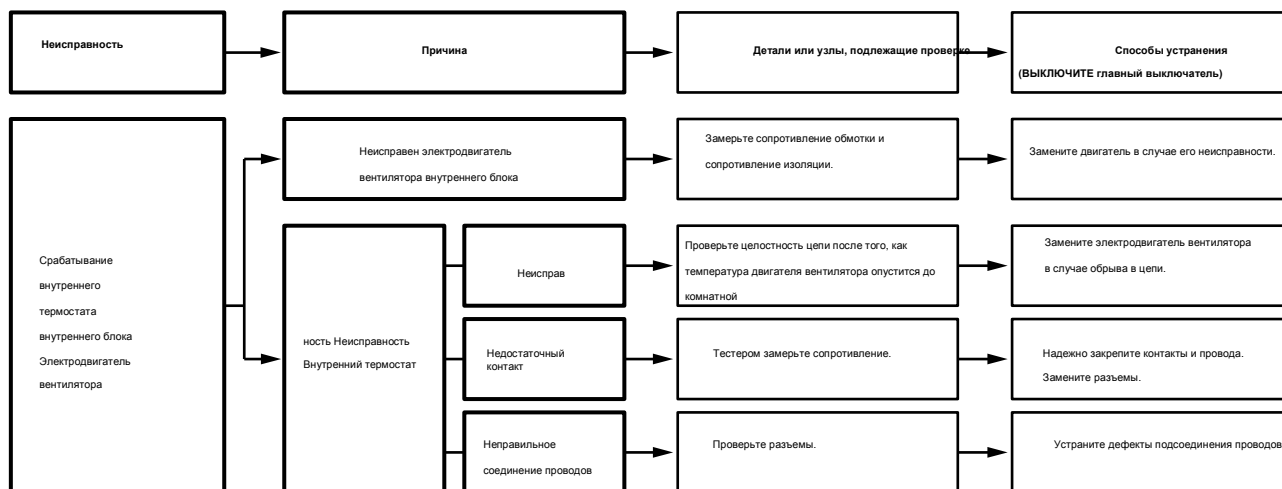 Неисправность
Причина
Детали или узлы, подлежащие проверке
Способы устранения
(ВЫКЛЮЧИТЕ главный выключатель)
Срабатывание
внутреннего
термостата
внутреннего блока
Электродвигатель
вентилятора
Неисправен электродвигатель
вентилятора внутреннего блока
Замерьте сопротивление обмотки и
сопротивление изоляции.
Замените двигатель в случае его неисправности.
ность Неисправность
Внутренний термостат
Неисправ
Проверьте целостность цепи после того, как
температура двигателя вентилятора опустится до
комнатной
Замените электродвигатель вентилятора
в случае обрыва в цепи.
Недостаточный
контакт
Тестером замерьте сопротивление.
Надежно закрепите контакты и провода.
Замените разъемы.
Неправильное
соединение проводов
Проверьте разъемы.
Устраните дефекты подсоединения проводов